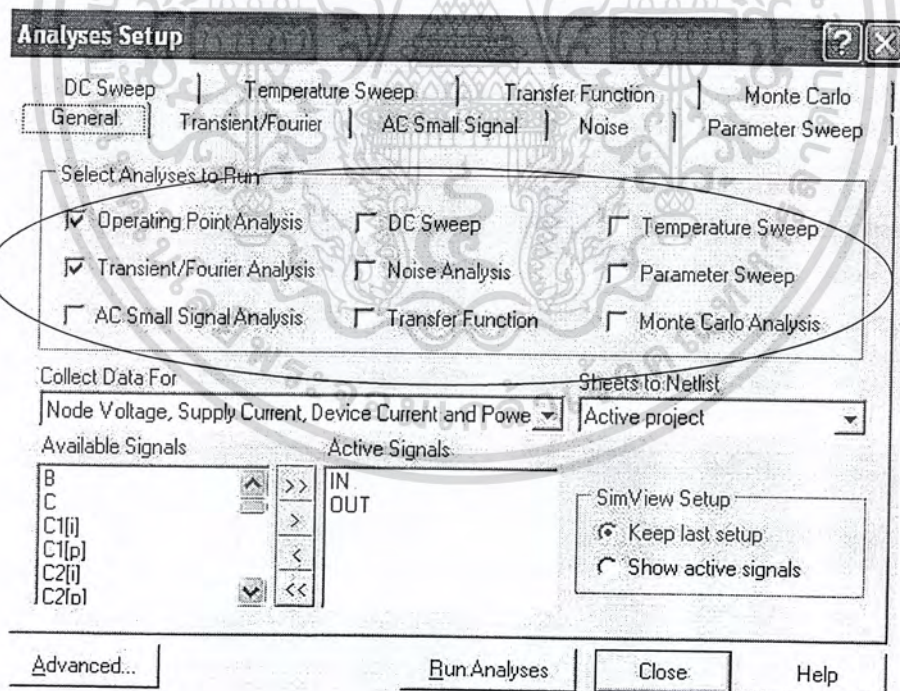 Analyses Setup
DC Sweep Temperature Sweep Transfer Function Monte Carlo
General Transient/Fourier AC Small Signal Noise Parameter Sweep
Select Analyses to Run
Operating Point Analysis DC Sweep Temperature Sweep
Transient/Fourier Analysis Noise Analysis Parameter Sweep
AC Small Signal Analysis Transfer Function Monte Carlo Analysis
Collect Data For Sheets to Netlist
Node Voltage, Supply Current, Device Current and Powe Active project
Available Signals Active Signals
B >> IN
C OUT
C1[i] >
C1[p] <
C2[i] <<
C2[p]
SimView Setup
Keep last setup
Show active signals
Advanced... Run Analyses Close Help